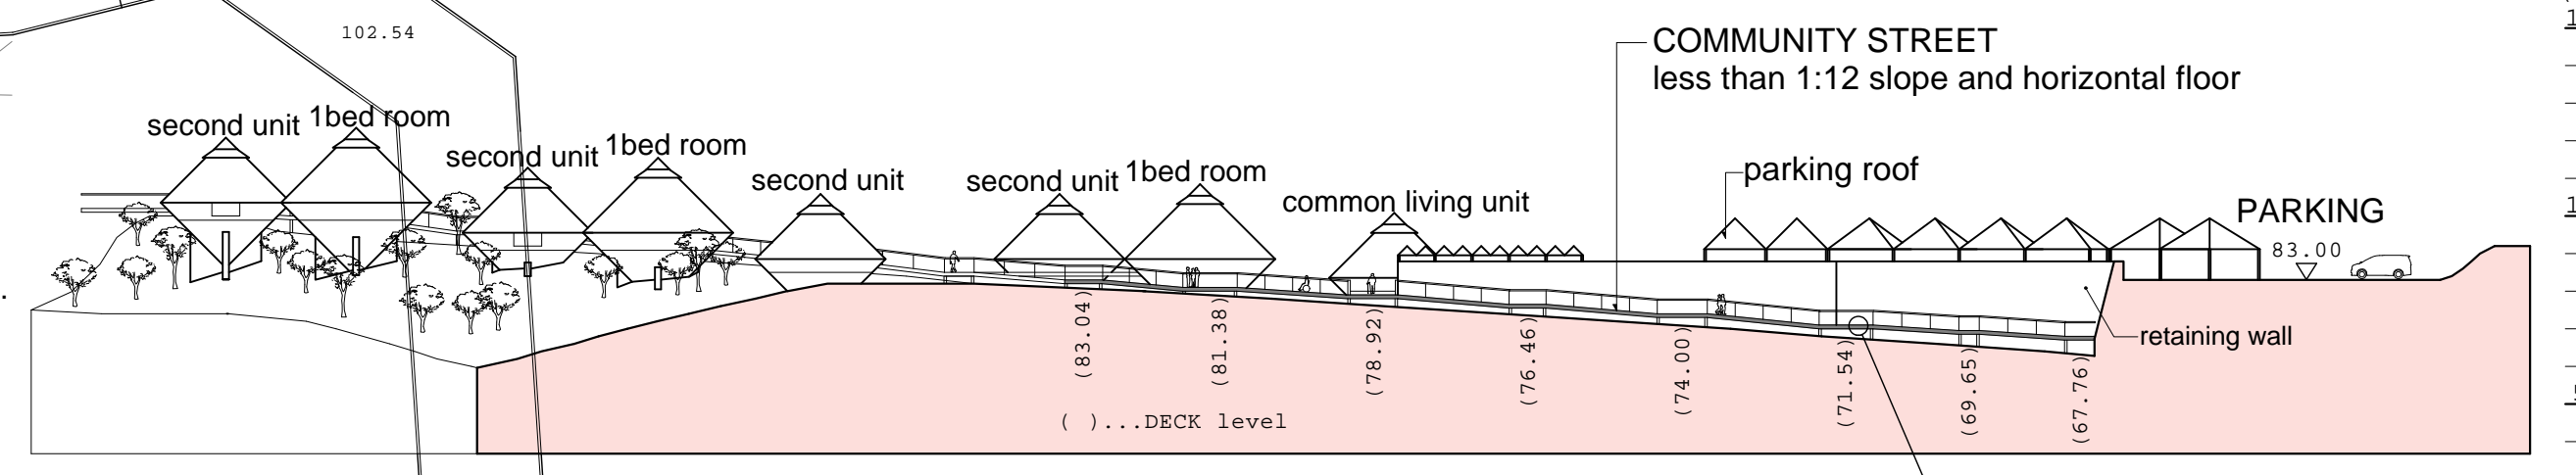 102.54
COMMUNITY STREET
less than 1:12 slope and horizontal floor
second unit
1bed room
second unit
1bed room
second unit
second unit
1bed room
common living unit
parking roof
PARKING
83.00
retaining wall
(83.04)
(81.38)
(78.92)
(76.46)
(74.00)
(71.54)
(69.65)
(67.76)
( )...DECK level